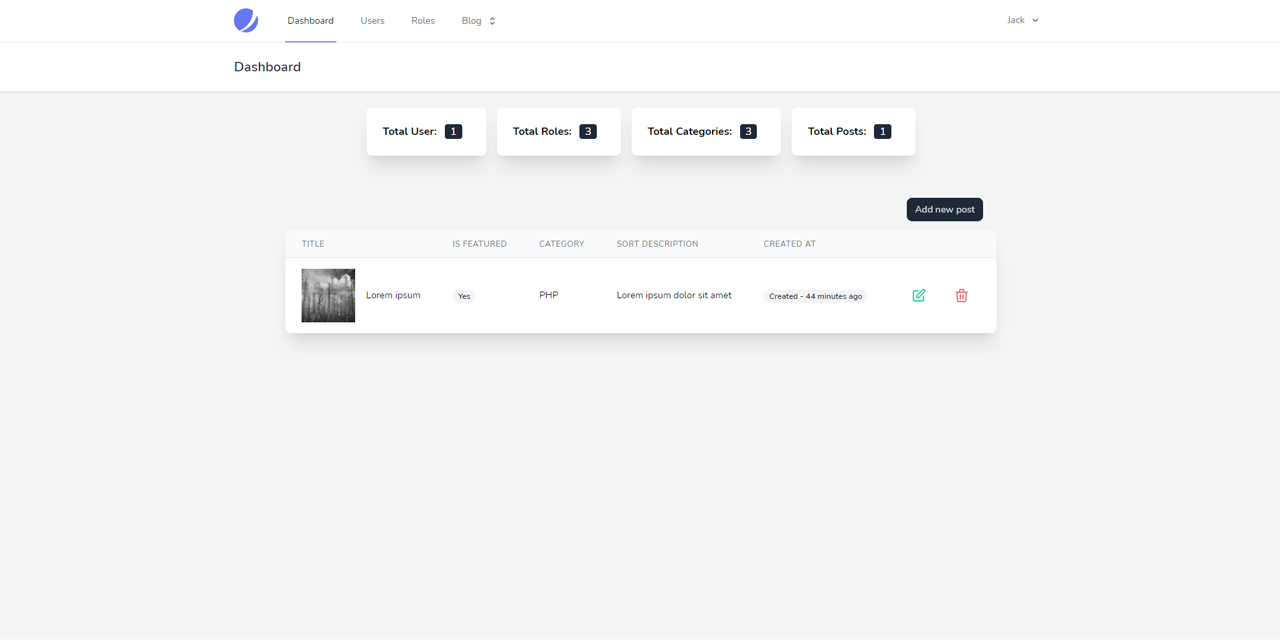 Dashboard Users Roles Blog Jack
Dashboard
Total User: 1 Total Roles: 3 Total Categories: 3 Total Posts: 1
Add new post
TITLE IS FEATURED CATEGORY SORT DESCRIPTION CREATED AT
Lorem ipsum Yes PHP Lorem ipsum dolor sit amet Created - 44 minutes ago